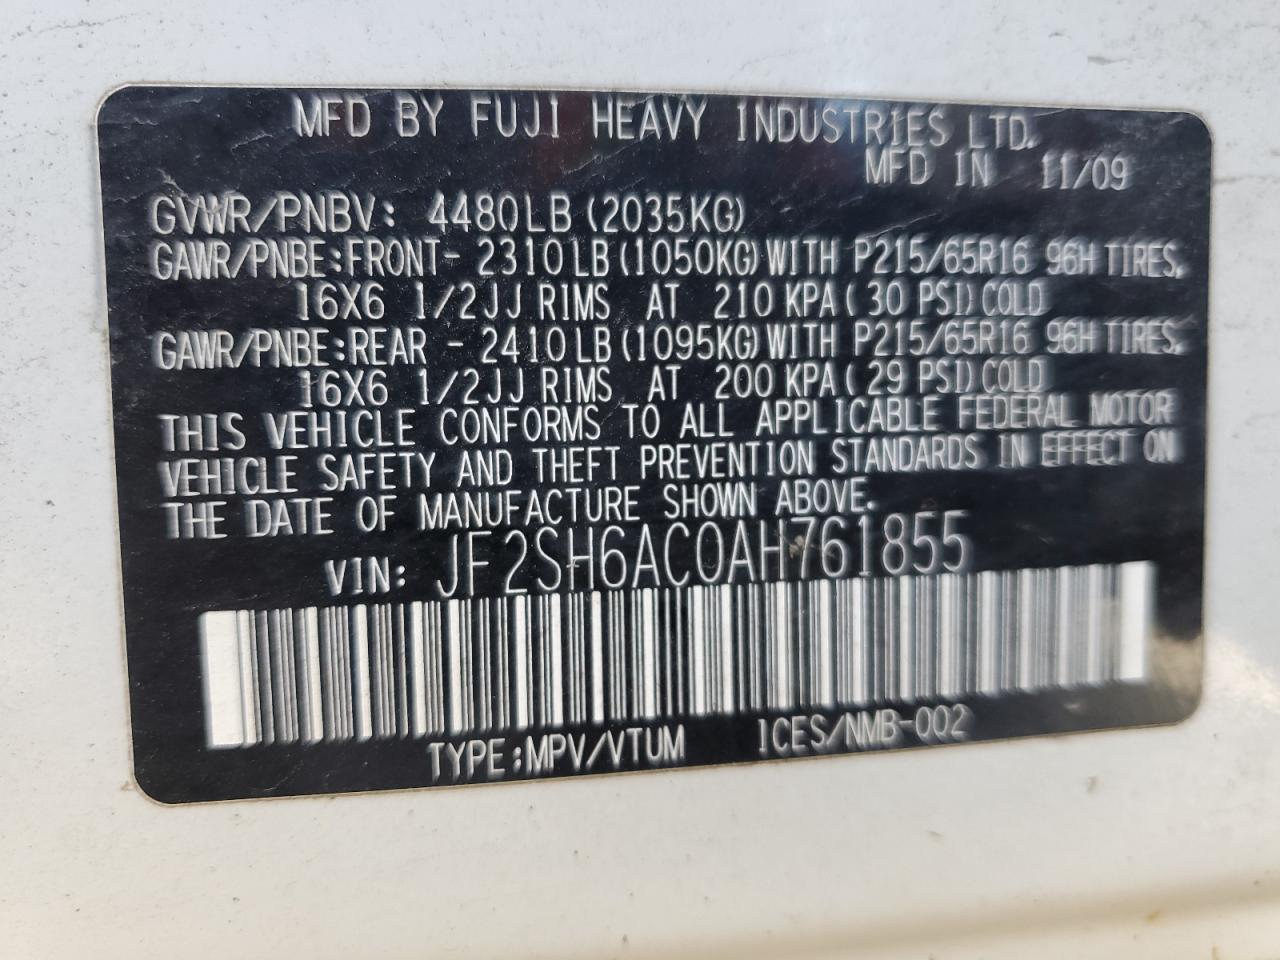 MFD BY FUJI HEAVY INDUSTRIES LTD.
MFD IN 11/09
GVWR/PNBV: 4480LB (2035KG)
GAWR/PNBE:FRONT- 2310LB(1050KG)WITH P215/65R16 96H TIRES,
16X6 1/2JJ RIMS AT 210 KPA( 30 PSI)COLD
GAWR/PNBE:REAR - 2410LB(1095KG)WITH P215/65R16 96H TIRES,
16X6 1/2JJ RIMS AT 200 KPA( 29 PSI)COLD
THIS VEHICLE CONFORMS TO ALL APPLICABLE FEDERAL MOTOR
VEHICLE SAFETY AND THEFT PREVENTION STANDARDS IN EFFECT ON
THE DATE OF MANUFACTURE SHOWN ABOVE.
VIN: JF2SH6AC0AH761855
TYPE:MPV/VTUM ICES/NMB-002